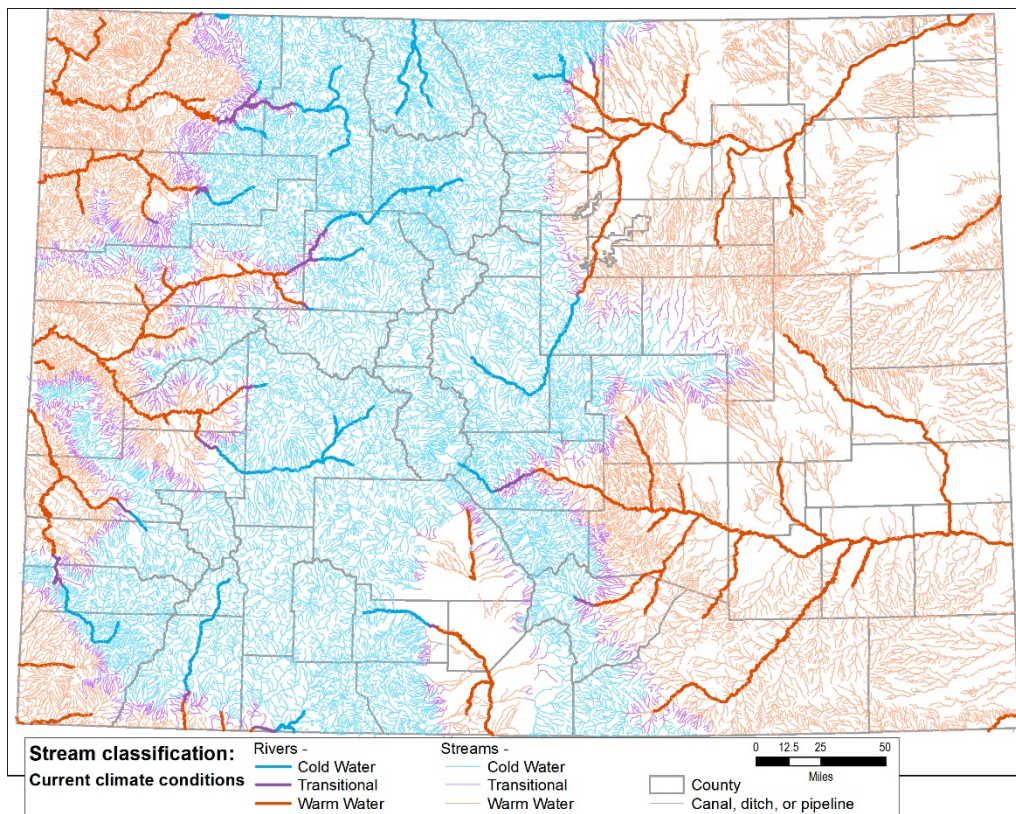 Stream classification:
Current climate conditions
Rivers -
Cold Water
Transitional
Warm Water
Streams -
Cold Water
Transitional
Warm Water
County
Canal, ditch, or pipeline
0 12.5 25 50
Miles